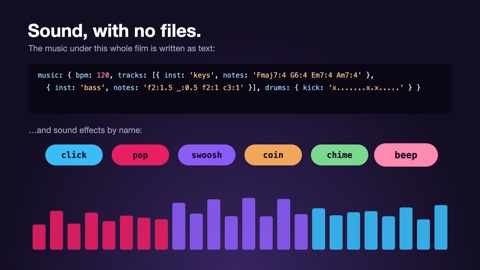 Sound, with no files.
The music under this whole film is written as text:
music: { bpm: 120, tracks: [{ inst: 'keys', notes: 'Fmaj7:4 G6:4 Em7:4 Am7:4' },
{ inst: 'bass', notes: 'f2:1.5 _:0.5 f2:1 c3:1' }], drums: { kick: 'x.......x.x.....' } }
…and sound effects by name:
click
pop
swoosh
coin
chime
beep